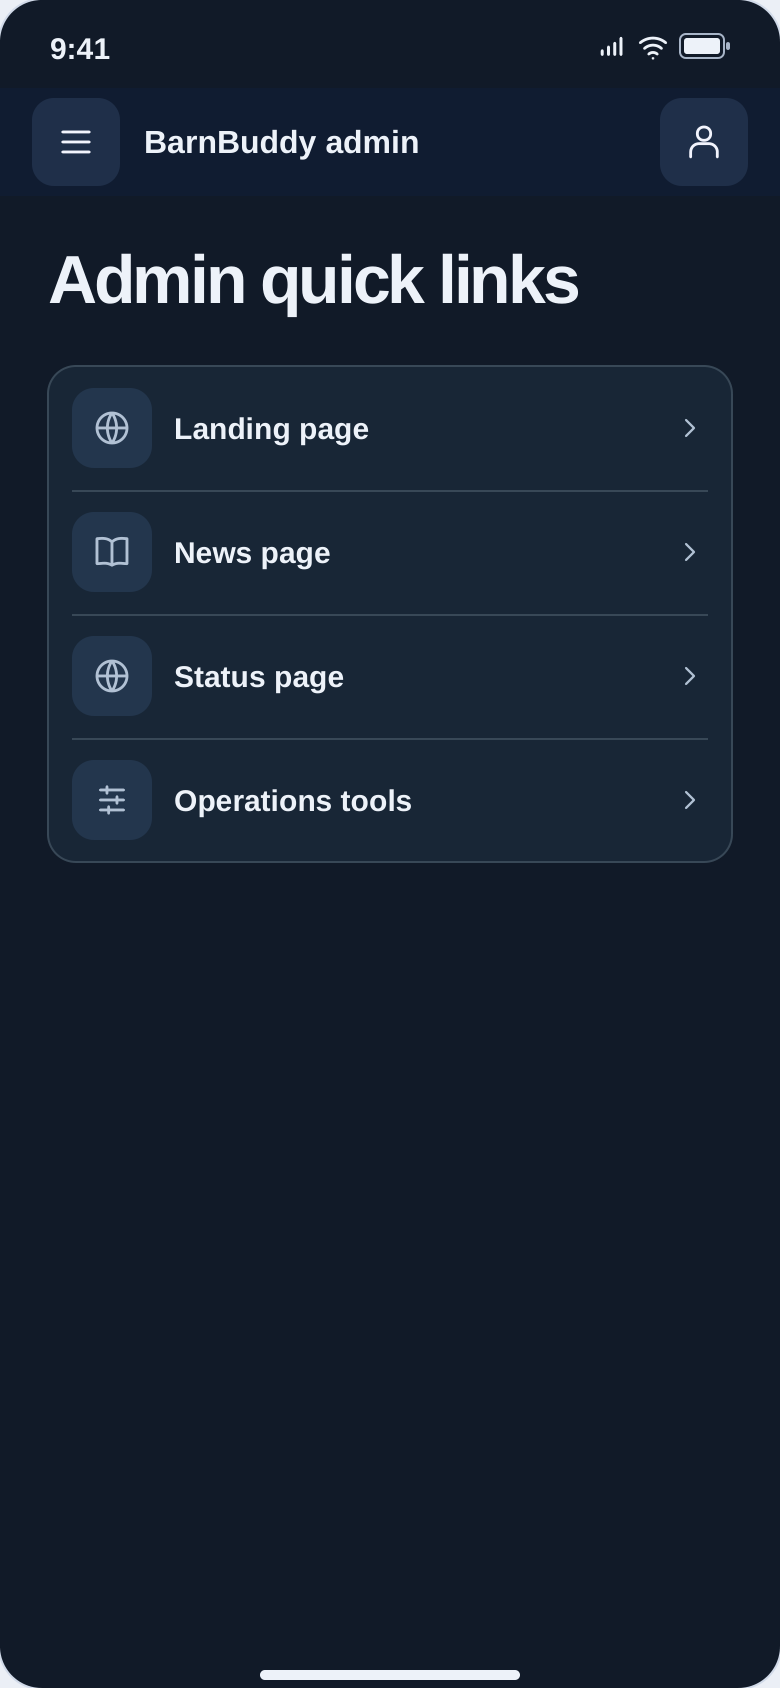 9:41
BarnBuddy admin
Admin quick links
Landing page
News page
Status page
Operations tools